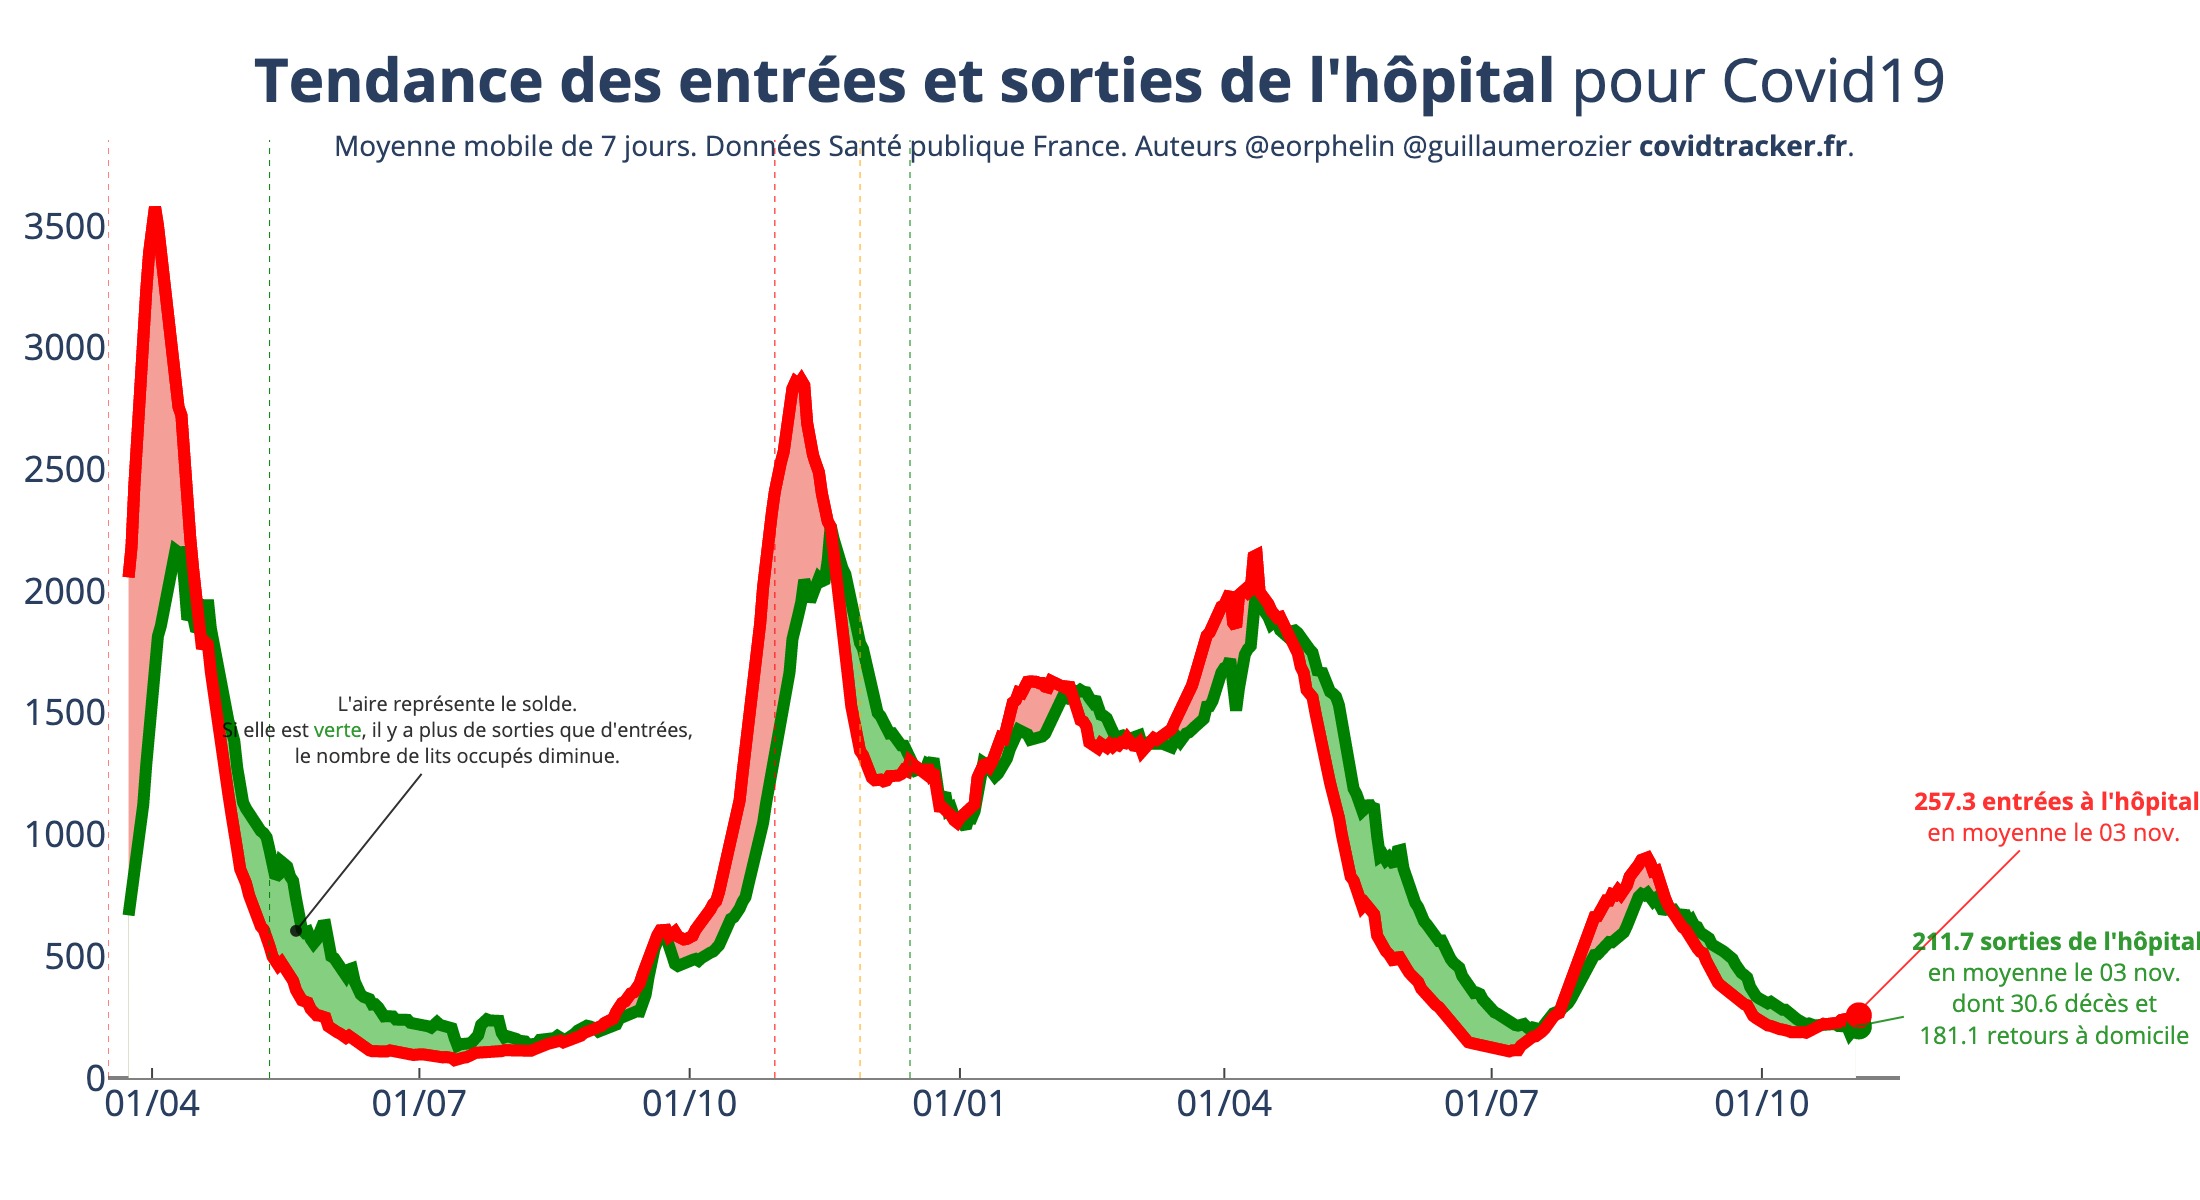 Tendance des entrées et sorties de l'hôpital pour Covid19
Moyenne mobile de 7 jours. Données Santé publique France. Auteurs @eorphelin @guillaumerozier covidtracker.fr.
3500
3000
2500
2000
1500
1000
500
0
L'aire représente le solde.
Si elle est verte, il y a plus de sorties que d'entrées,
le nombre de lits occupés diminue.
257.3 entrées à l'hôpital
en moyenne le 03 nov.
211.7 sorties de l'hôpital
en moyenne le 03 nov.
dont 30.6 décès et
181.1 retours à domicile
01/04 01/07 01/10 01/01 01/04 01/07 01/10